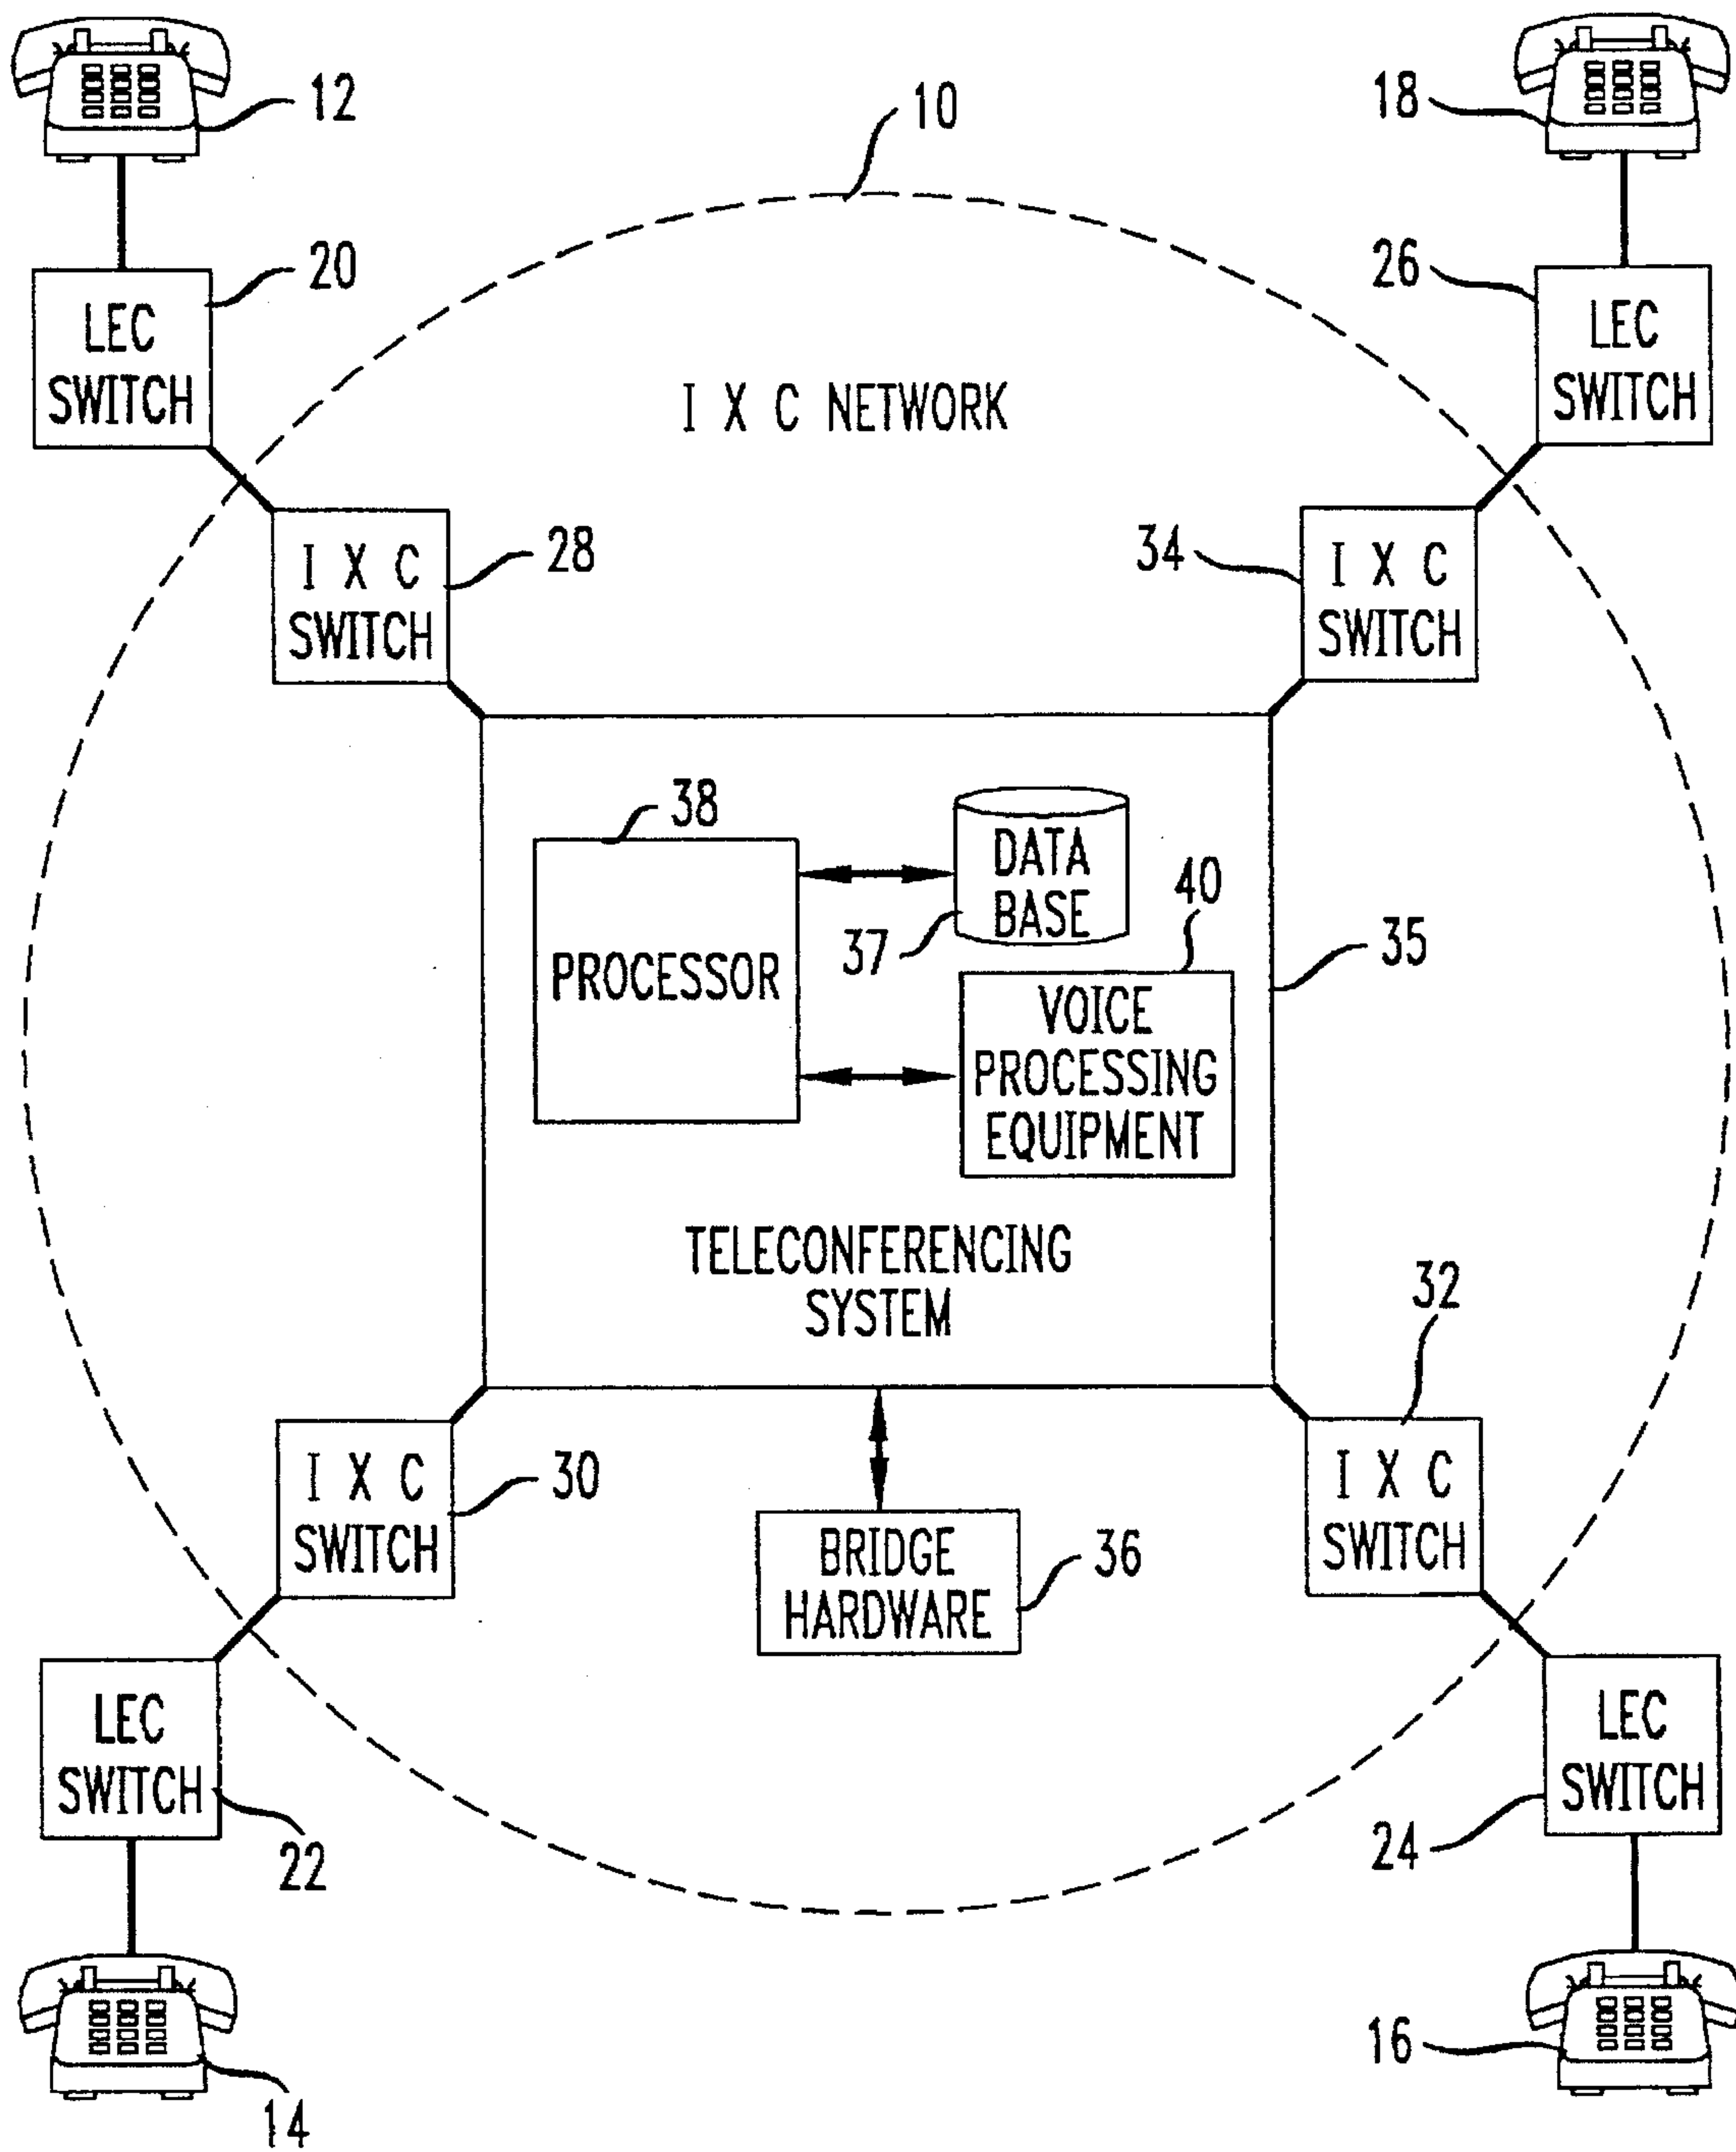 12
18
10
20
26
LEC
SWITCH
LEC
SWITCH
I X C NETWORK
28
34
I X C
SWITCH
I X C
SWITCH
38
DATA
BASE
40
37
35
PROCESSOR
VOICE
PROCESSING
EQUIPMENT
TELECONFERENCING
SYSTEM
32
I X C
SWITCH
30
I X C
SWITCH
BRIDGE
HARDWARE
36
LEC
SWITCH
22
LEC
SWITCH
24
14
16